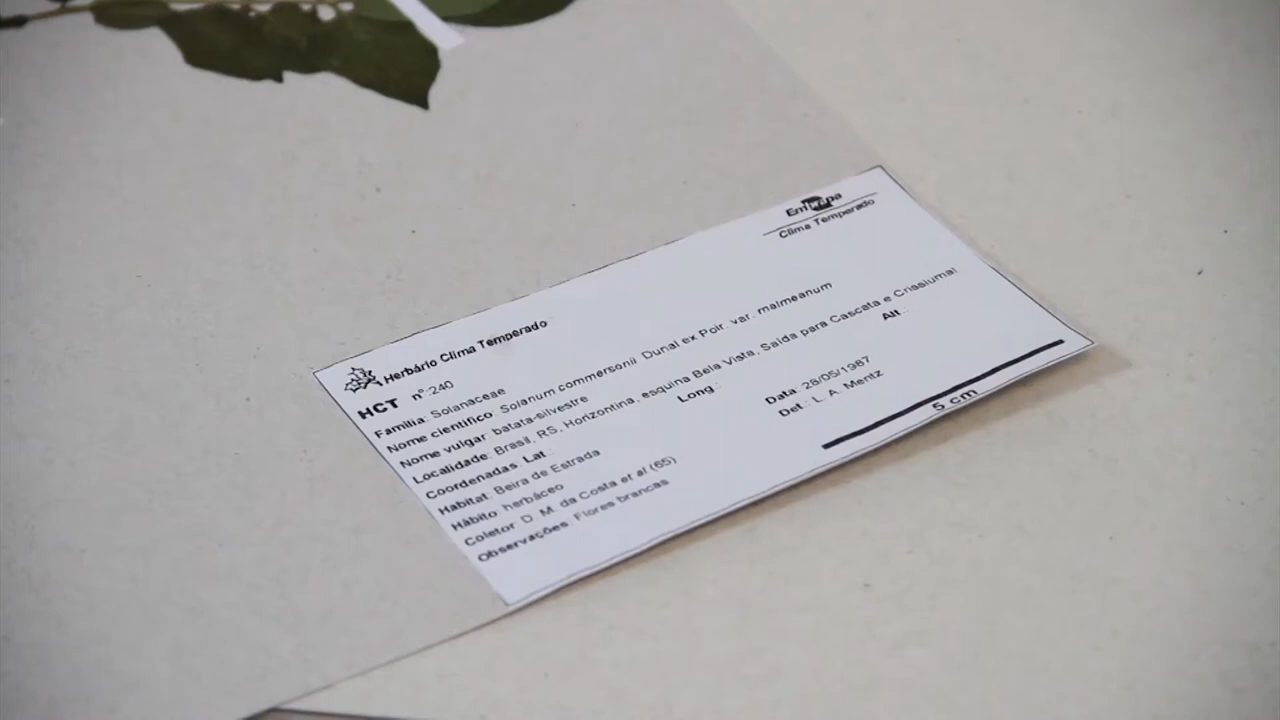 Embrapa
Clima Temperado
Herbário Clima Temperado
HCT nº:240
Familia: Solanaceae
Nome cientifico: Solanum commersonii Dunal ex Poir. var. malmeanum
Nome vulgar: batata-silvestre
Localidade: Brasil, RS, Horizontina, esquina Bela Vista, Saída para Cascata e Crissiumal
Coordenadas. Lat.: Long.: Alt.:
Habitat: Beira de Estrada
Hábito: herbáceo Data: 28/05/1987
Coletor: D. M. da Costa et al (65) Det.: L. A. Mentz
Observações: Flores brancas
5 cm